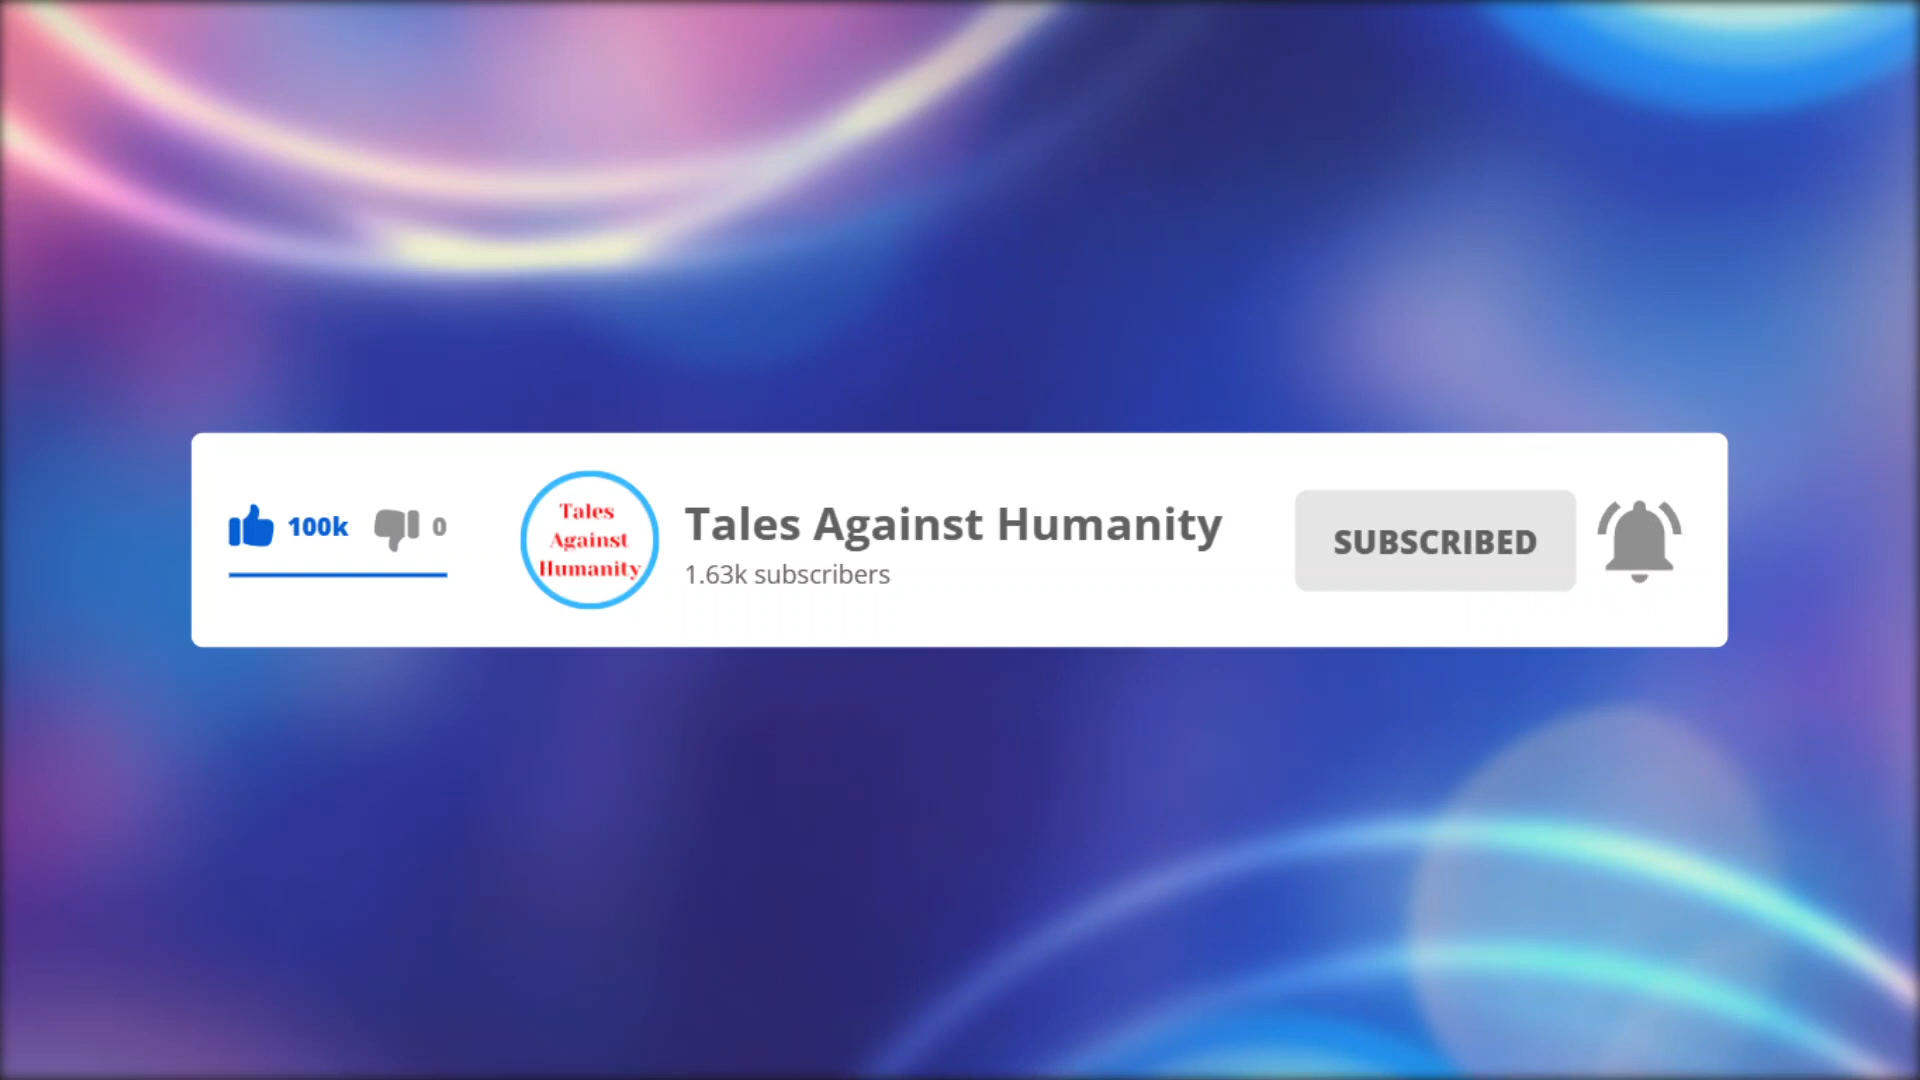 100k 0
Tales
Against
Humanity
Tales Against Humanity
1.63k subscribers
SUBSCRIBED